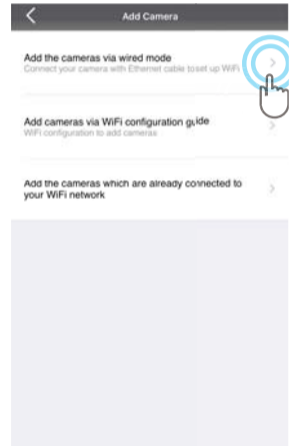 Add Camera
Add the cameras via wired mode
Connect your camera with Ethernet cable toset up WiFi
Add cameras via WiFi configuration guide
WiFi configuration to add cameras
Add the cameras which are already connected to
your WiFi network